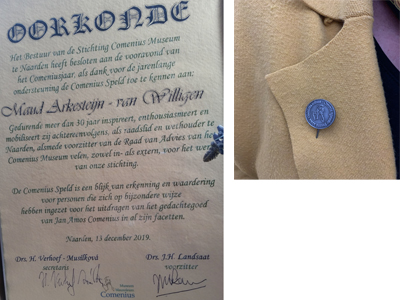 OORKONDE
Het Bestuur van de Stichting Comenius Museum
te Naarden heeft besloten aan de vooravond van
het Comeniusjaar, als dank voor de jarenlange
ondersteuning de Comenius Speld toe te kennen aan:
Maud Arkesteijn - van Willigen
Gedurende meer dan 30 jaar inspireert, enthousiasmeert en
mobiliseert zij achtereenvolgens, als raadslid en wethouder te
Naarden, alsmede voorzitter van de Raad van Advies van het
Comenius Museum velen, zowel in- als extern, voor het werk
van onze stichting.
De Comenius Speld is een blijk van erkenning en waardering
voor personen die zich op bijzondere wijze
hebben ingezet voor het uitdragen van het gedachtegoed
van Jan Amos Comenius in al zijn facetten.
Naarden, 13 december 2019.
Drs. H. Verhoef - Musílková Drs. J.H. Landsaat
secretaris voorzitter
Comenius